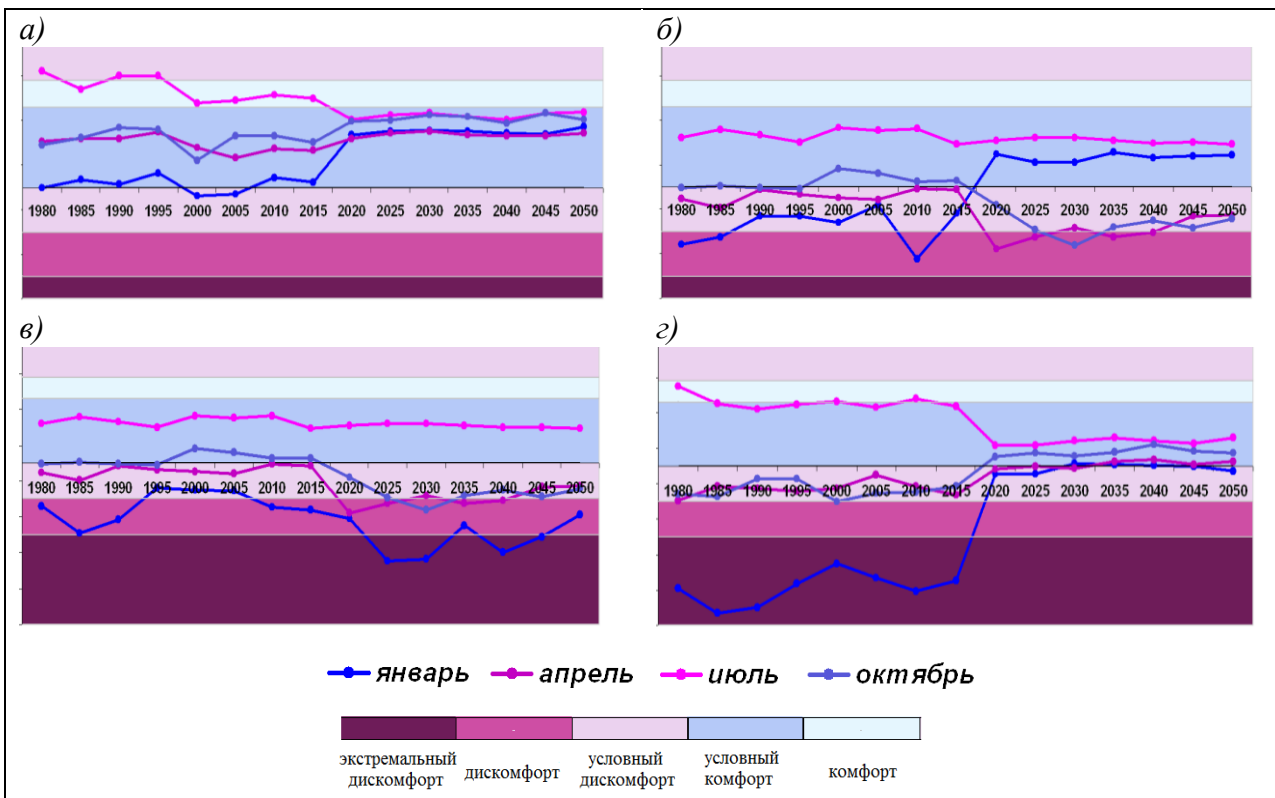 а) б)
1980 1985 1990 1995 2000 2005 2010 2015 2020 2025 2030 2035 2040 2045 2050
1980 1985 1990 1995 2000 2005 2010 2015 2020 2025 2030 2035 2040 2045 2050
в) г)
1980 1985 1990 1995 2000 2005 2010 2015 2020 2025 2030 2035 2040 2045 2050
1980 1985 1990 1995 2000 2005 2010 2015 2020 2025 2030 2035 2040 2045 2050
январь апрель июль октябрь
экстремальный дискомфорт
дискомфорт
условный дискомфорт
условный комфорт
комфорт